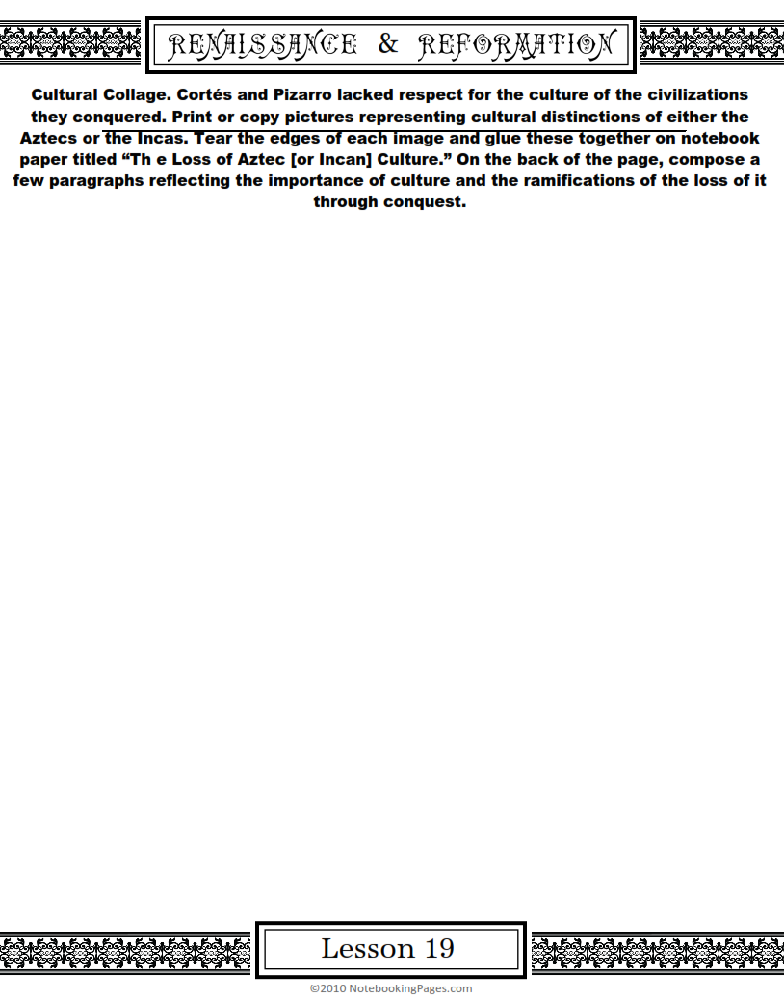 RENAISSANCE & REFORMATION
Cultural Collage. Cortés and Pizarro lacked respect for the culture of the civilizations
they conquered. Print or copy pictures representing cultural distinctions of either the
Aztecs or the Incas. Tear the edges of each image and glue these together on notebook
paper titled “Th e Loss of Aztec [or Incan] Culture.” On the back of the page, compose a
few paragraphs reflecting the importance of culture and the ramifications of the loss of it
through conquest.
Lesson 19
©2010 NotebookingPages.com